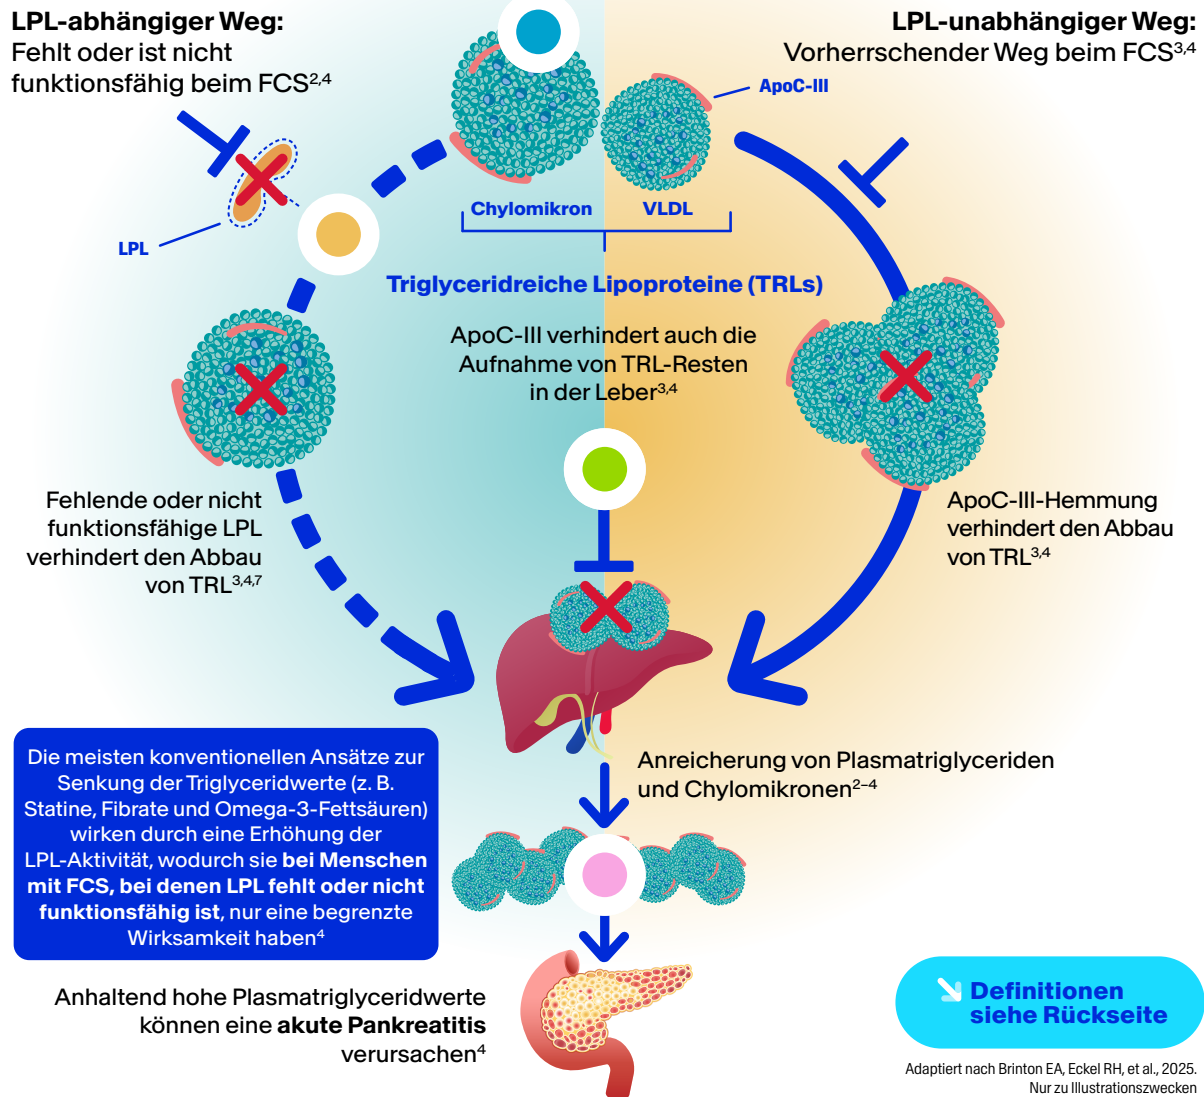 LPL-abhängiger Weg:
Fehlt oder ist nicht
funktionsfähig beim FCS2,4
LPL-unabhängiger Weg:
Vorherrschender Weg beim FCS3,4
ApoC-III
LPL
Chylomikron
VLDL
Triglyceridreiche Lipoproteine (TRLs)
ApoC-III verhindert auch die
Aufnahme von TRL-Resten
in der Leber3,4
Fehlende oder nicht
funktionsfähige LPL
verhindert den Abbau
von TRL3,4,7
ApoC-III-Hemmung
verhindert den Abbau
von TRL3,4
Die meisten konventionellen Ansätze zur
Senkung der Triglyceridwerte (z. B.
Statine, Fibrate und Omega-3-Fettsäuren)
wirken durch eine Erhöhung der
LPL-Aktivität, wodurch sie bei Menschen
mit FCS, bei denen LPL fehlt oder nicht
funktionsfähig ist, nur eine begrenzte
Wirksamkeit haben4
Anreicherung von Plasmatriglyceriden
und Chylomikronen2–4
Anhaltend hohe Plasmatriglyceridwerte
können eine akute Pankreatitis
verursachen4
Definitionen
siehe Rückseite
Adaptiert nach Brinton EA, Eckel RH, et al., 2025.
Nur zu Illustrationszwecken